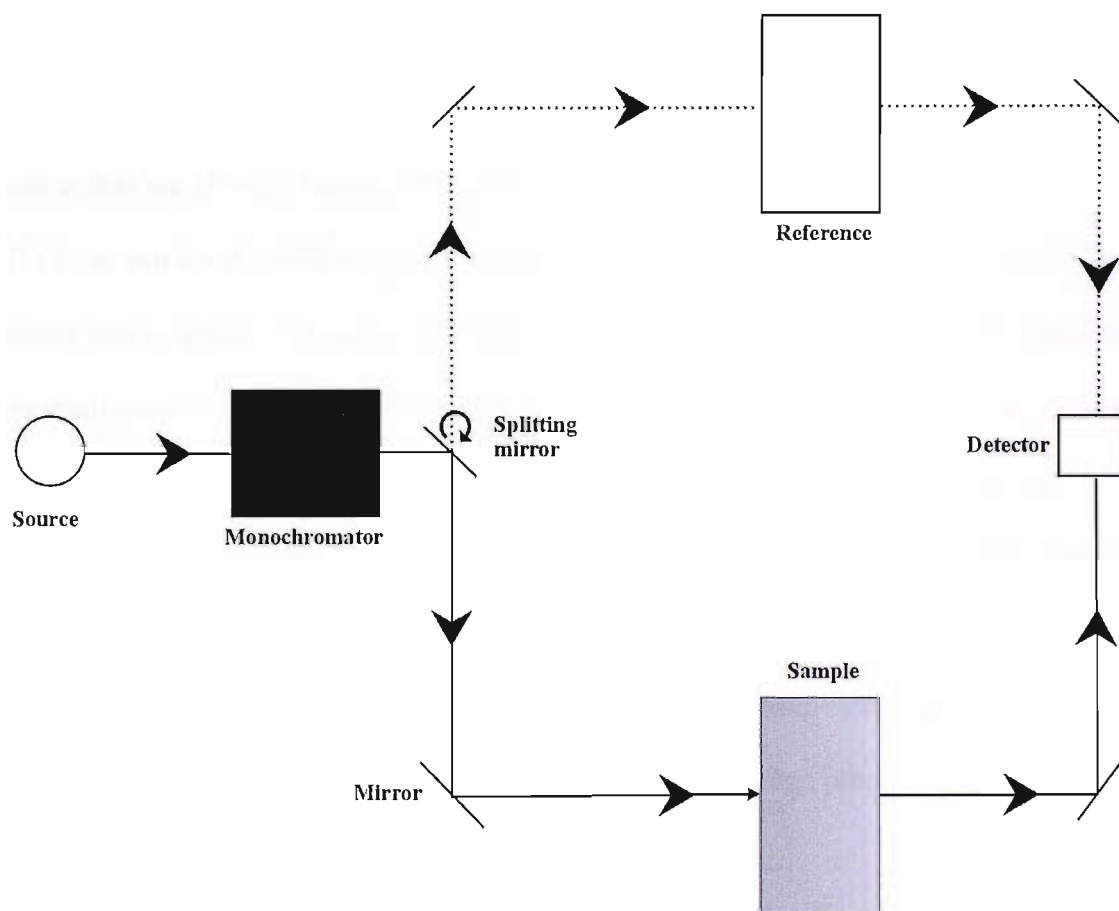 Reference
Splitting
mirror
Detector
Source
Monochromator
Sample
Mirror